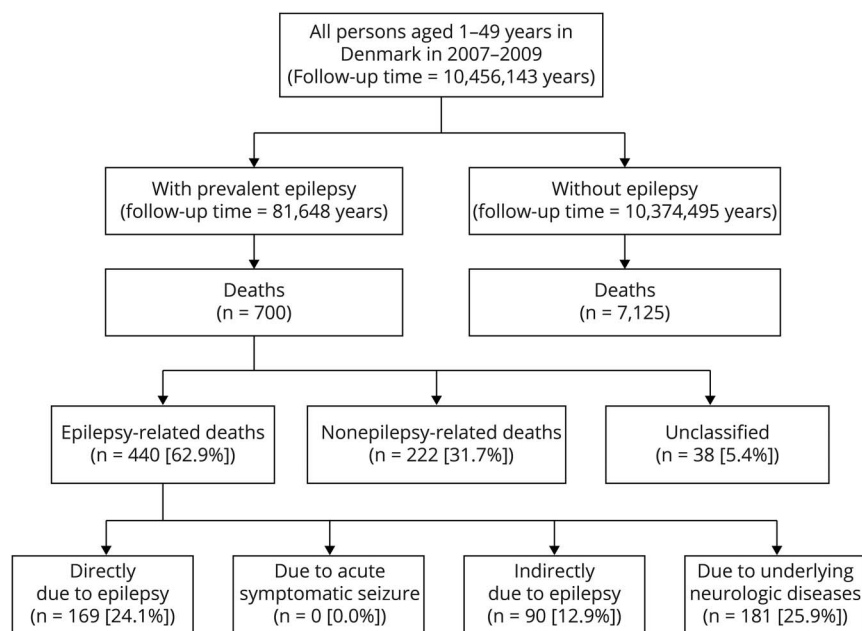 All persons aged 1–49 years in
Denmark in 2007–2009
(Follow-up time = 10,456,143 years)
With prevalent epilepsy
(follow-up time = 81,648 years)
Without epilepsy
(follow-up time = 10,374,495 years)
Deaths
(n = 700)
Deaths
(n = 7,125)
Epilepsy-related deaths
(n = 440 [62.9%])
Nonepilepsy-related deaths
(n = 222 [31.7%])
Unclassified
(n = 38 [5.4%])
Directly
due to epilepsy
(n = 169 [24.1%])
Due to acute
symptomatic seizure
(n = 0 [0.0%])
Indirectly
due to epilepsy
(n = 90 [12.9%])
Due to underlying
neurologic diseases
(n = 181 [25.9%])